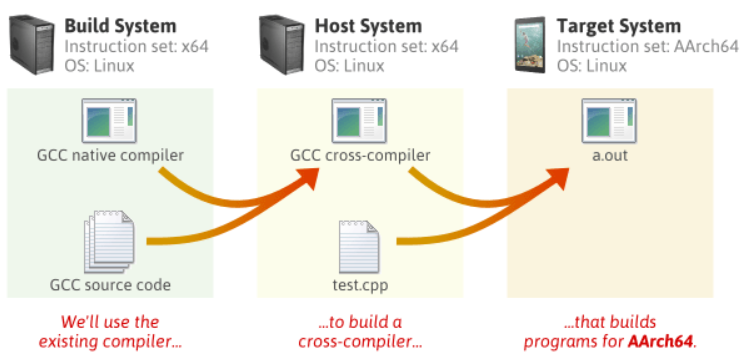 Build System
Instruction set: x64
OS: Linux
Host System
Instruction set: x64
OS: Linux
Target System
Instruction set: AArch64
OS: Linux
GCC native compiler
GCC cross-compiler
a.out
GCC source code
test.cpp
We'll use the
existing compiler...
...to build a
cross-compiler...
...that builds
programs for AArch64.